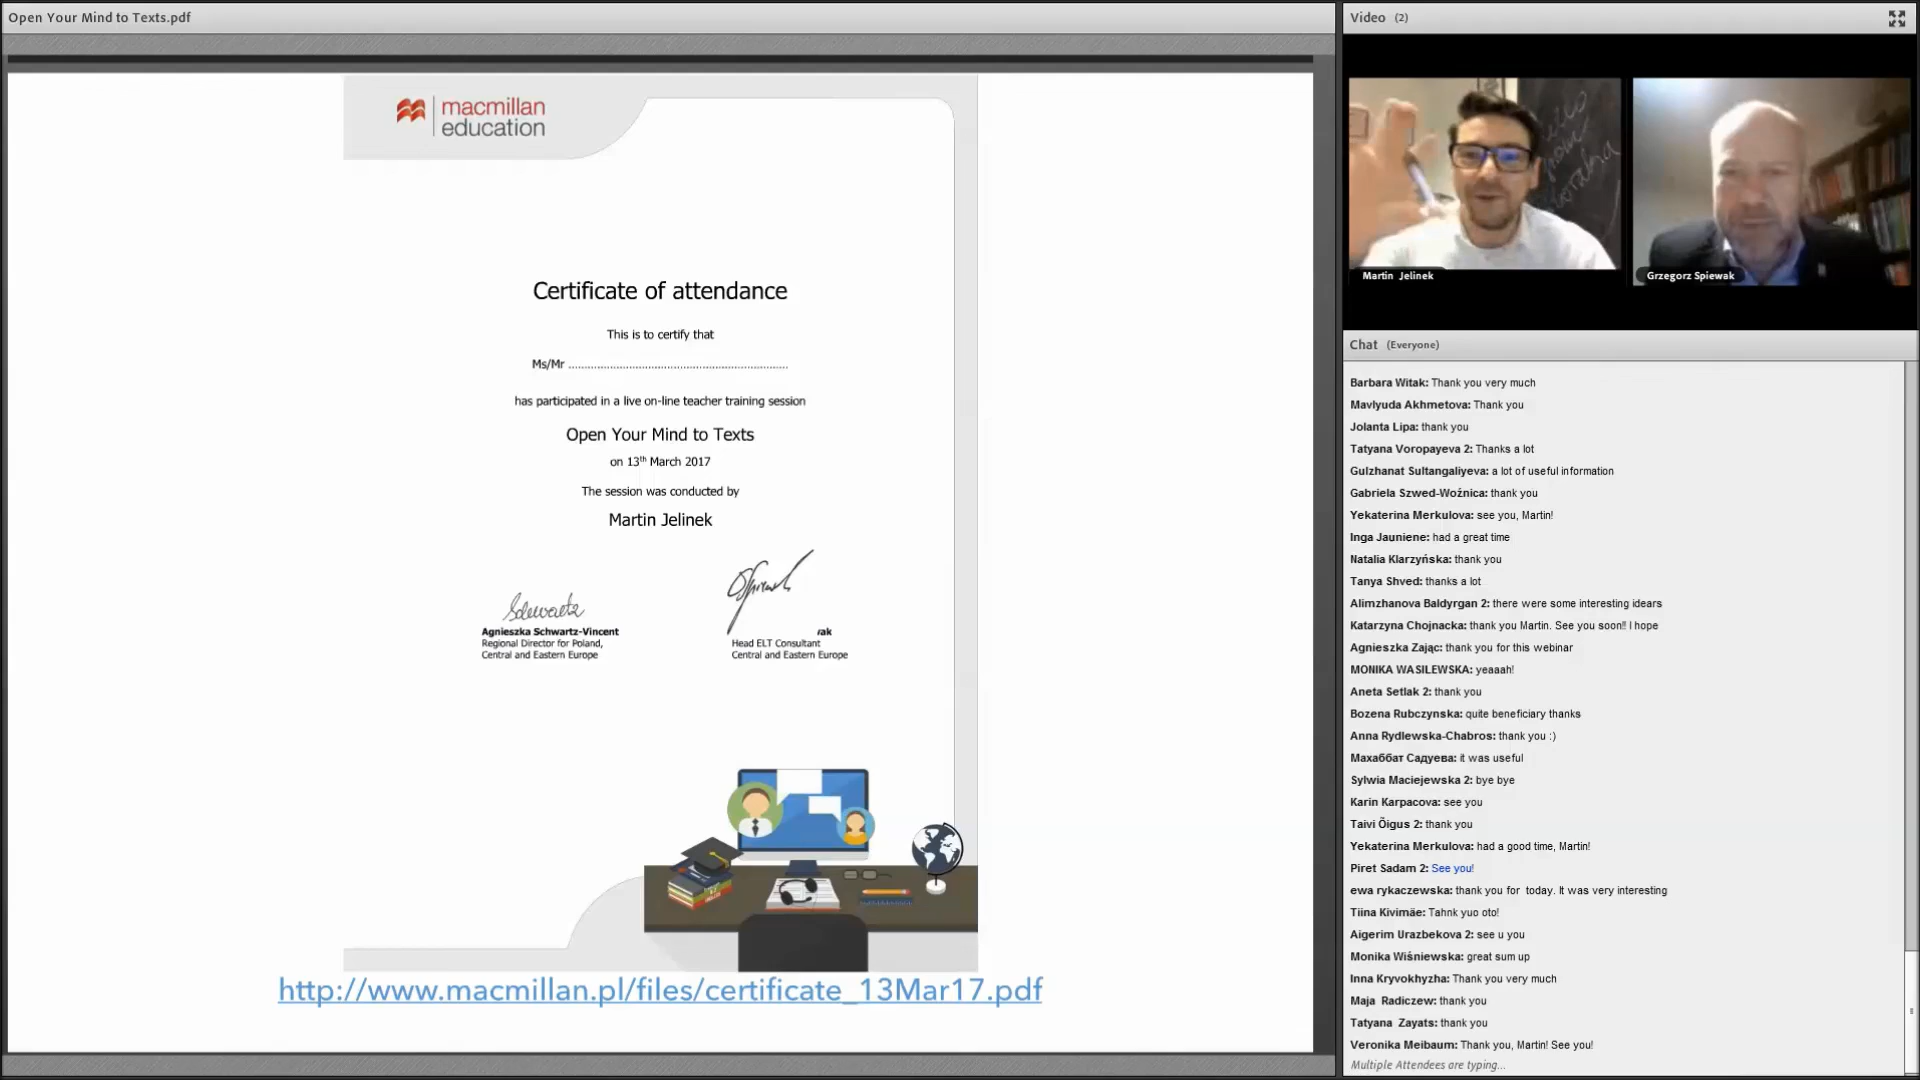 Open Your Mind to Texts.pdf
macmillan
education
Certificate of attendance
This is to certify that
Ms/Mr ................................................................
has participated in a live on-line teacher training session
Open Your Mind to Texts
on 13th March 2017
The session was conducted by
Martin Jelinek
Agnieszka Schwartz-Vincent
Regional Director for Poland,
Central and Eastern Europe
rak
Head ELT Consultant
Central and Eastern Europe
http://www.macmillan.pl/files/certificate_13Mar17.pdf
Video (2)
Martin Jelinek
Grzegorz Spiewak
Chat (Everyone)
Barbara Witak: Thank you very much
Mavlyuda Akhmetova: Thank you
Jolanta Lipa: thank you
Tatyana Voropayeva 2: Thanks a lot
Gulzhanat Sultangaliyeva: a lot of useful information
Gabriela Szwed-Woźnica: thank you
Yekaterina Merkulova: see you, Martin!
Inga Jauniene: had a great time
Natalia Klarzyńska: thank you
Tanya Shved: thanks a lot
Alimzhanova Baldyrgan 2: there were some interesting idears
Katarzyna Chojnacka: thank you Martin. See you soon!! I hope
Agnieszka Zając: thank you for this webinar
MONIKA WASILEWSKA: yeaaah!
Aneta Setlak 2: thank you
Bozena Rubczynska: quite beneficiary thanks
Anna Rydlewska-Chabros: thank you :)
Махаббат Садуева: it was useful
Sylwia Maciejewska 2: bye bye
Karin Karpacova: see you
Taivi Õigus 2: thank you
Yekaterina Merkulova: had a good time, Martin!
Piret Sadam 2: See you!
ewa rykaczewska: thank you for today. It was very interesting
Tiina Kivimäe: Tahnk yuo oto!
Aigerim Urazbekova 2: see u you
Monika Wiśniewska: great sum up
Inna Kryvokhyzha: Thank you very much
Maja Radiczew: thank you
Tatyana Zayats: thank you
Veronika Meibaum: Thank you, Martin! See you!
Multiple Attendees are typing...